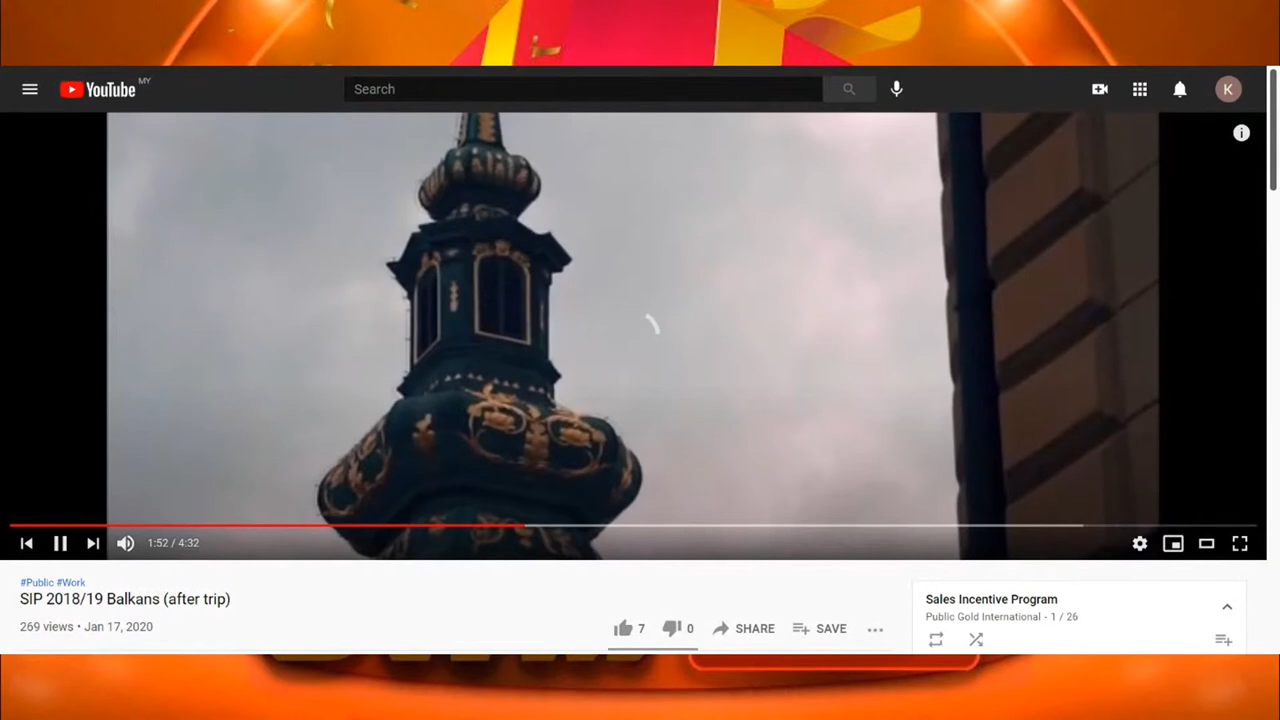 YouTube MY
Search
K
1:52 / 4:32
#Public #Work
SIP 2018/19 Balkans (after trip)
269 views • Jan 17, 2020
7
0
SHARE
SAVE
Sales Incentive Program
Public Gold International - 1 / 26